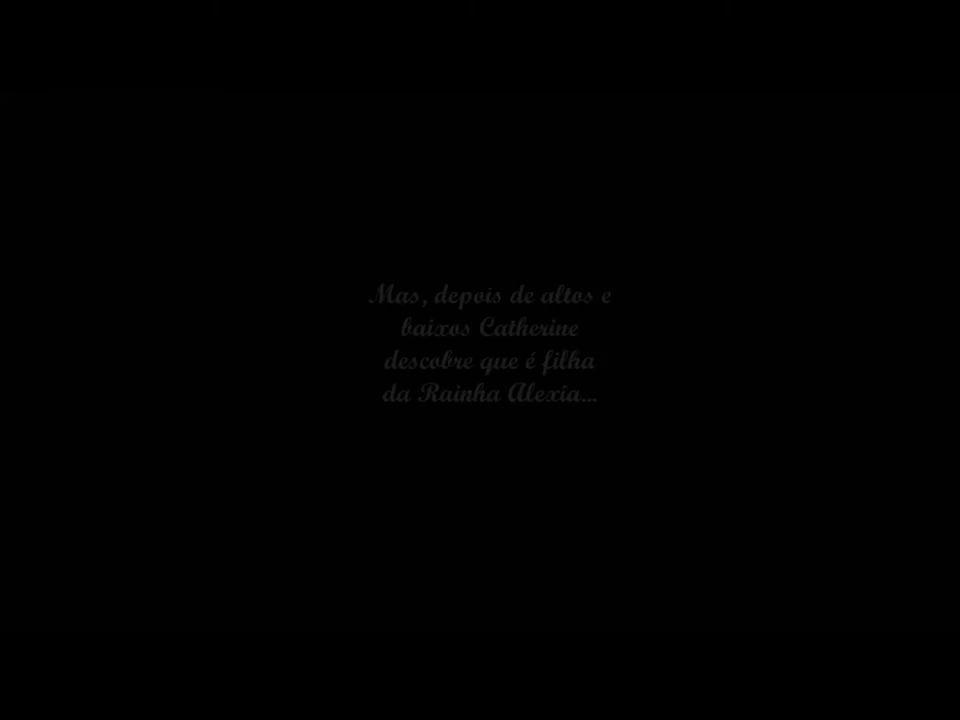 Mas, depois de altos e
baixos Catherine
descobre que é filha
da Rainha Alexia...